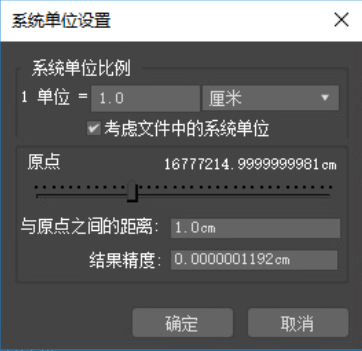 系统单位设置
系统单位比例
1 单位 = 1.0 厘米
考虑文件中的系统单位
原点 16777214.9999999981cm
与原点之间的距离: 1.0cm
结果精度: 0.0000001192cm
确定 取消